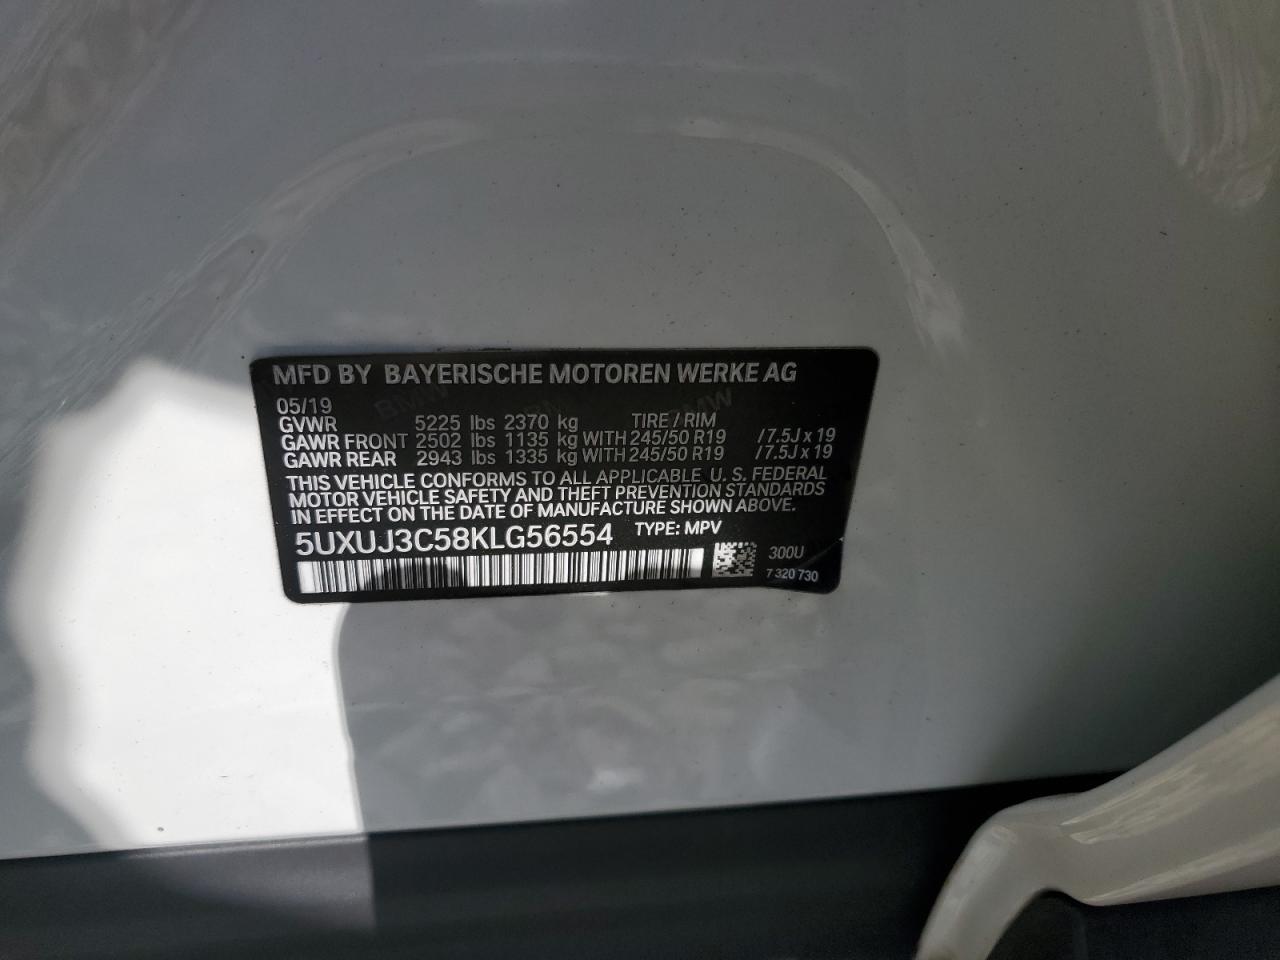 MFD BY BAYERISCHE MOTOREN WERKE AG
05/19
GVWR 5225 lbs 2370 kg TIRE / RIM
GAWR FRONT 2502 lbs 1135 kg WITH 245/50 R19 /7.5J x 19
GAWR REAR 2943 lbs 1335 kg WITH 245/50 R19 /7.5J x 19
THIS VEHICLE CONFORMS TO ALL APPLICABLE U. S. FEDERAL
MOTOR VEHICLE SAFETY AND THEFT PREVENTION STANDARDS
IN EFFECT ON THE DATE OF MANUFACTURE SHOWN ABOVE.
5UXUJ3C58KLG56554 TYPE: MPV
300U
7 320 730